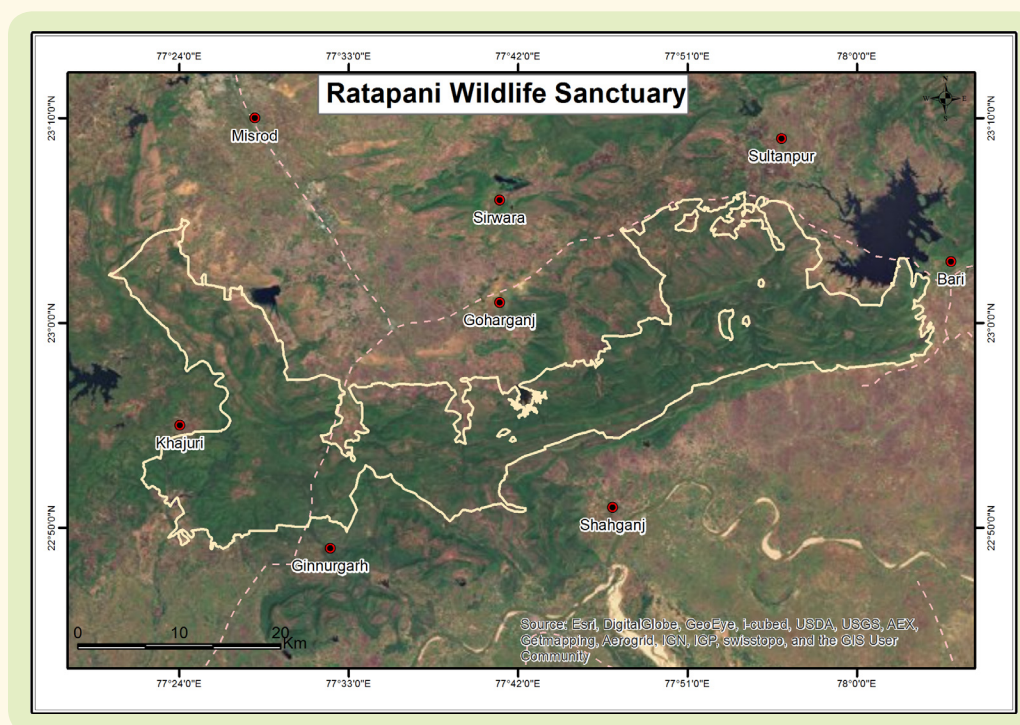 77°24'0"E 77°33'0"E 77°42'0"E 77°51'0"E 78°0'0"E
Ratapani Wildlife Sanctuary
W E
S
23°10'0"N 23°10'0"N
Misrod
Sultanpur
Sirwara
Bari
Goharganj
23°0'0"N 23°0'0"N
Khajuri
Shahganj
22°50'0"N 22°50'0"N
Ginnurgarh
Source: Esri, DigitalGlobe, GeoEye, i-cubed, USDA, USGS, AEX,
Getmapping, Aerogrid, IGN, IGP, swisstopo, and the GIS User
Community
0 10 20
Km
77°24'0"E 77°33'0"E 77°42'0"E 77°51'0"E 78°0'0"E